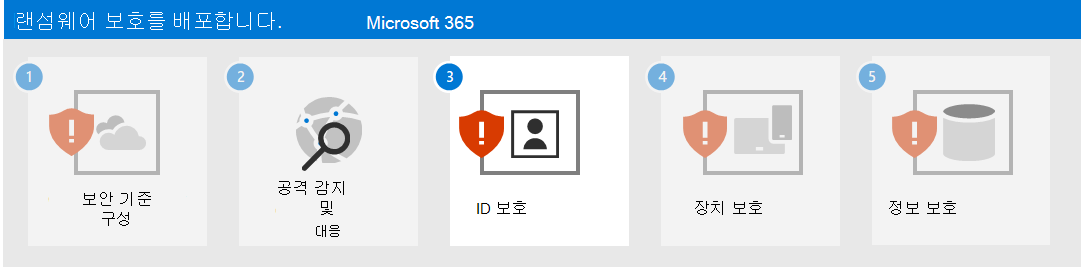 랜섬웨어 보호를 배포합니다. Microsoft 365
1 2 3 4 5
보안 기준
구성
공격 감지
및
대응
ID 보호
장치 보호
정보 보호